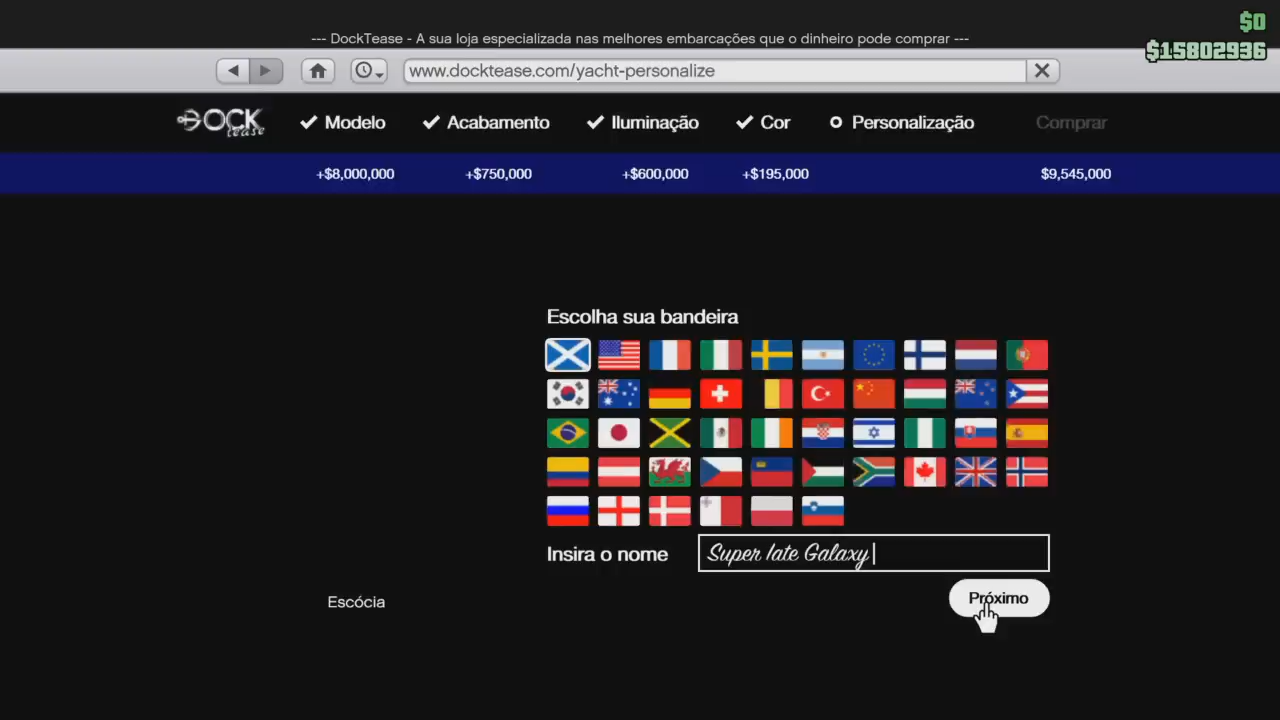 $0
--- DockTease - A sua loja especializada nas melhores embarcações que o dinheiro pode comprar ---
$15802936
www.docktease.com/yacht-personalize
DOCK tease
Modelo Acabamento Iluminação Cor Personalização Comprar
+$8,000,000 +$750,000 +$600,000 +$195,000 $9,545,000
Escolha sua bandeira
Insira o nome Super Iate Galaxy
Próximo
Escócia